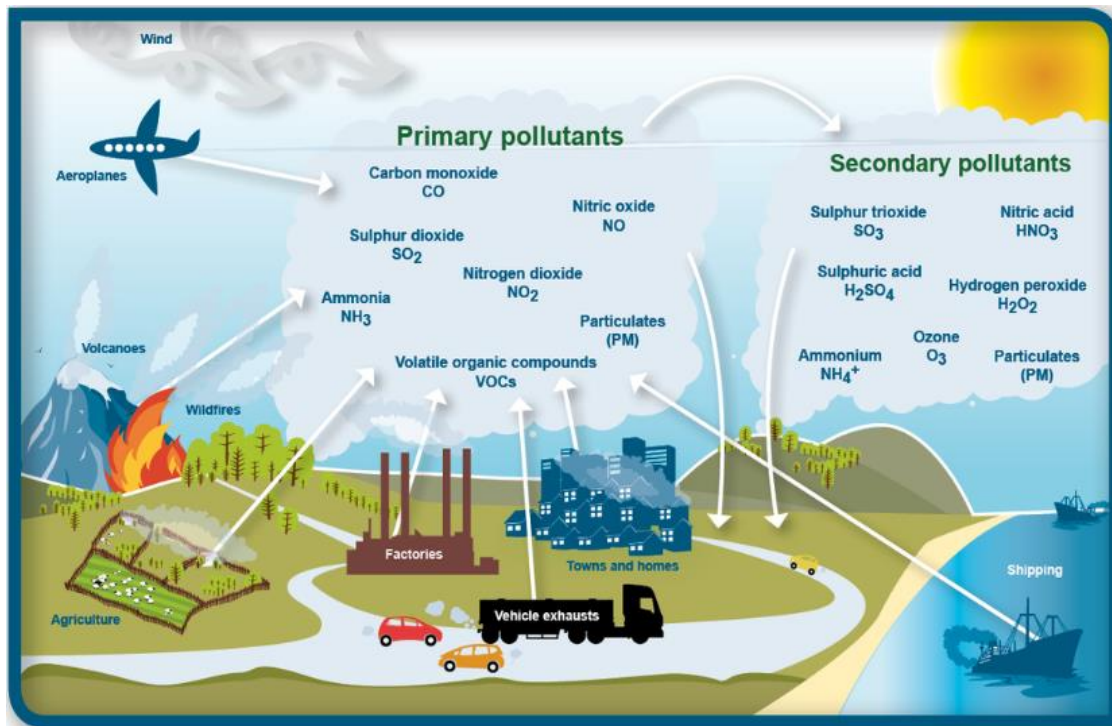 Wind
Aeroplanes
Primary pollutants
Carbon monoxide
CO
Nitric oxide
NO
Sulphur dioxide
SO2
Nitrogen dioxide
NO2
Ammonia
NH3
Particulates
(PM)
Volatile organic compounds
VOCs
Secondary pollutants
Sulphur trioxide
SO3
Nitric acid
HNO3
Sulphuric acid
H2SO4
Hydrogen peroxide
H2O2
Ozone
O3
Ammonium
NH4+
Particulates
(PM)
Volcanoes
Wildfires
Agriculture
Factories
Towns and homes
Vehicle exhausts
Shipping